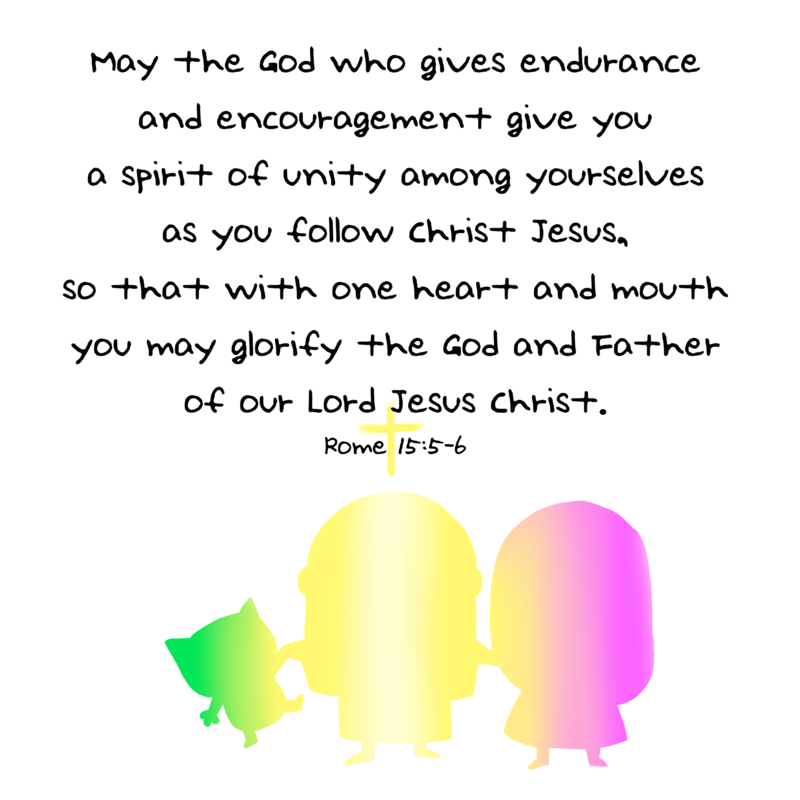 May the God who gives endurance
and encouragement give you
a spirit of unity among yourselves
as you follow Christ Jesus,
so that with one heart and mouth
you may glorify the God and Father
of our Lord Jesus Christ.
Rome 15:5-6